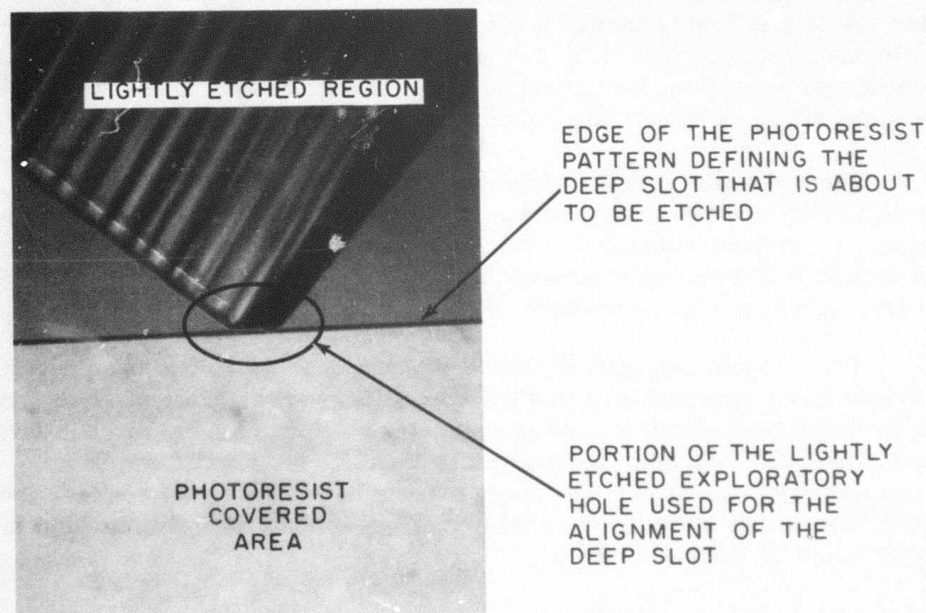 LIGHTLY ETCHED REGION
EDGE OF THE PHOTORESIST
PATTERN DEFINING THE
DEEP SLOT THAT IS ABOUT
TO BE ETCHED
PHOTORESIST
COVERED
AREA
PORTION OF THE LIGHTLY
ETCHED EXPLORATORY
HOLE USED FOR THE
ALIGNMENT OF THE
DEEP SLOT